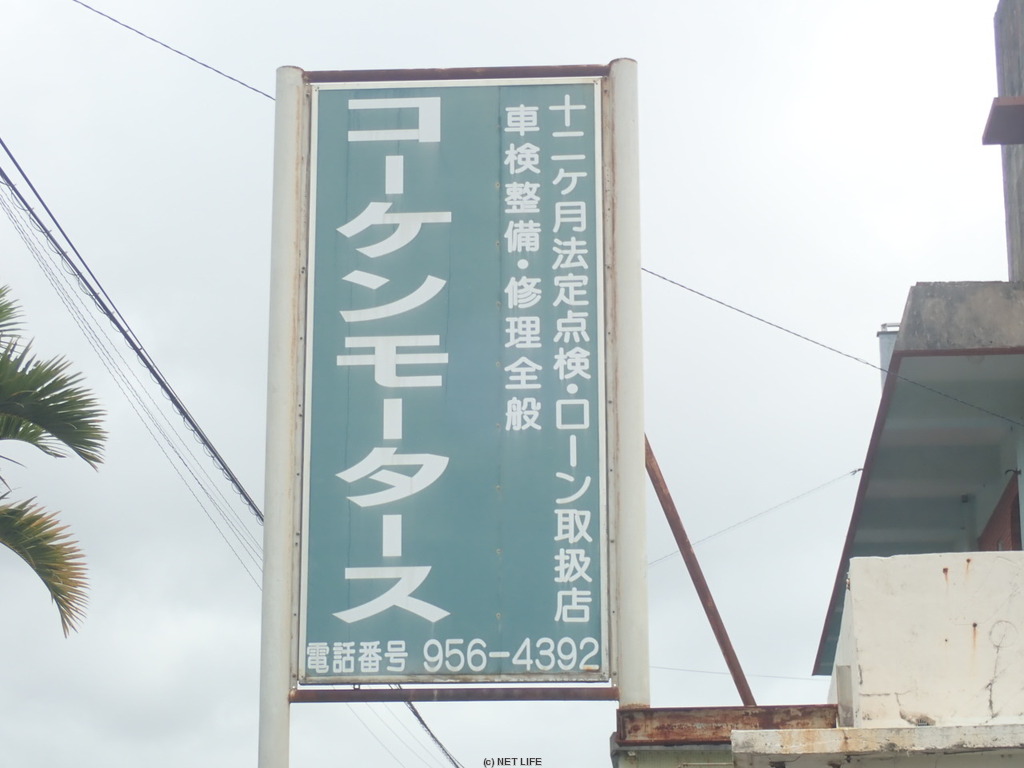 十二ケ月法定点検・ローン取扱店
車検整備・修理全般
コーケンモータース
電話番号 956-4392
(c) NET LIFE